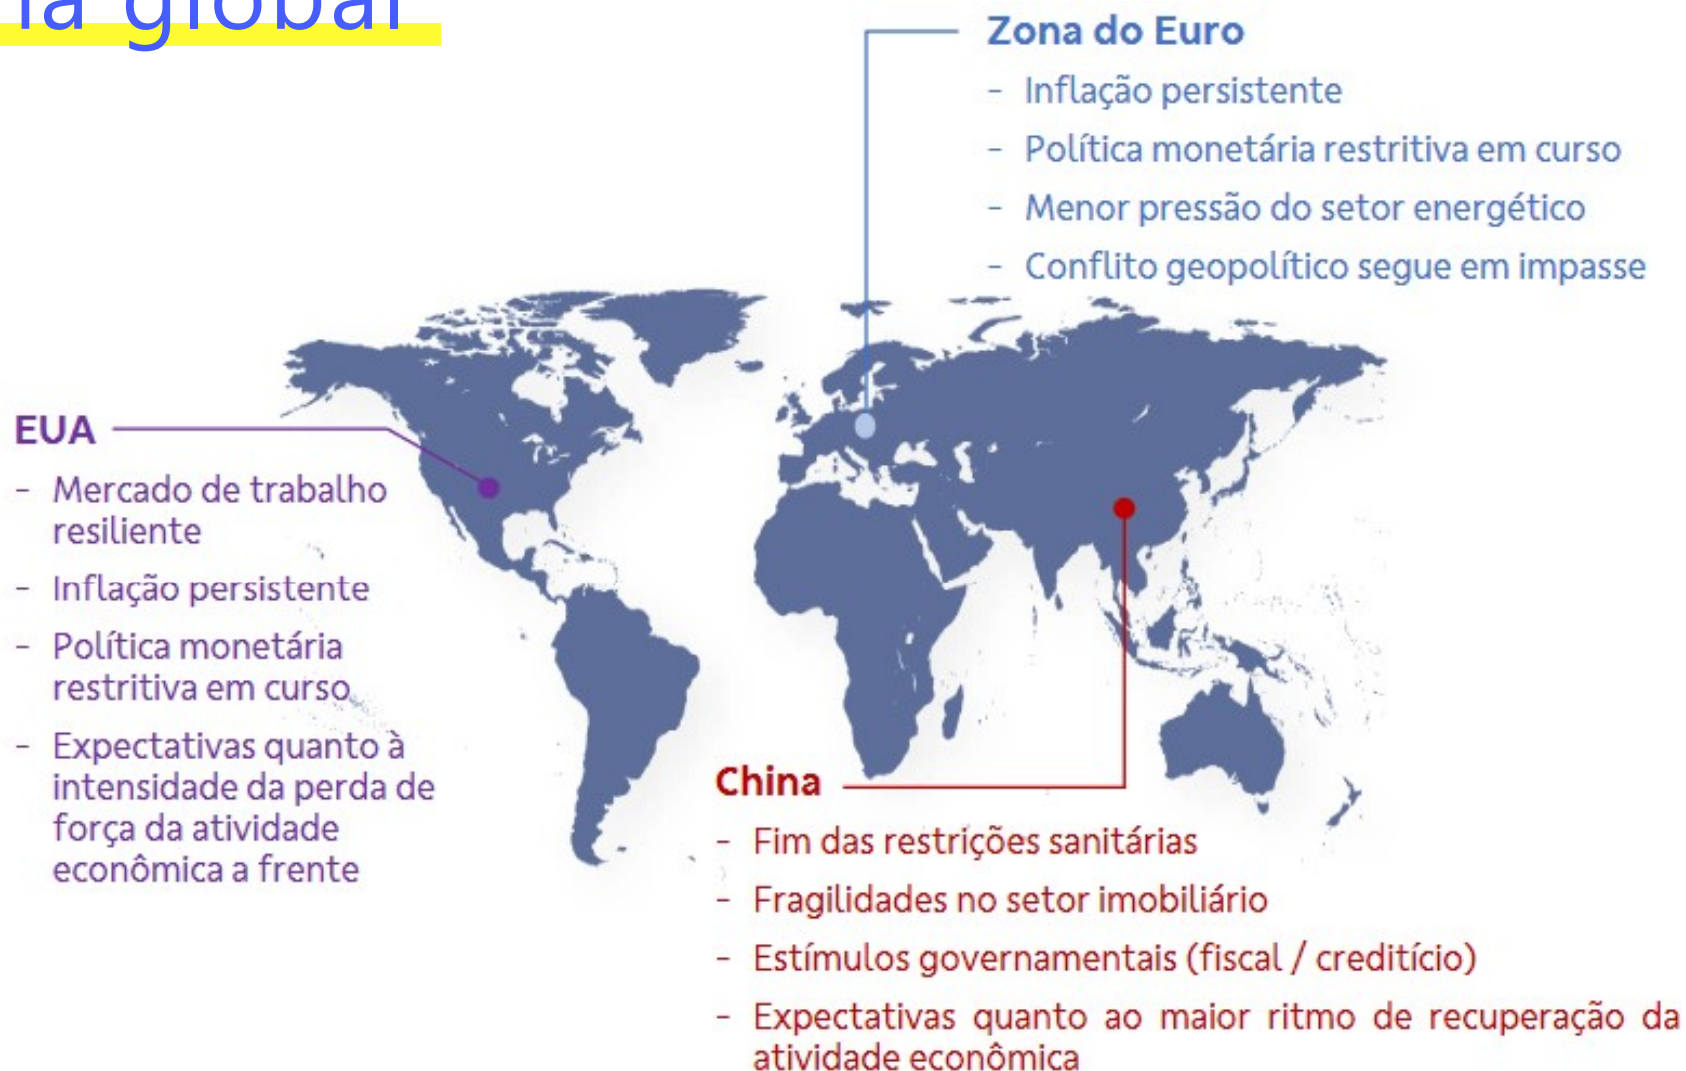 ia global
Zona do Euro
- Inflação persistente
- Política monetária restritiva em curso
- Menor pressão do setor energético
- Conflito geopolítico segue em impasse
EUA
- Mercado de trabalho
resiliente
- Inflação persistente
- Política monetária
restritiva em curso
- Expectativas quanto à
intensidade da perda de
força da atividade
econômica a frente
China
- Fim das restrições sanitárias
- Fragilidades no setor imobiliário
- Estímulos governamentais (fiscal / creditício)
- Expectativas quanto ao maior ritmo de recuperação da
atividade econômica